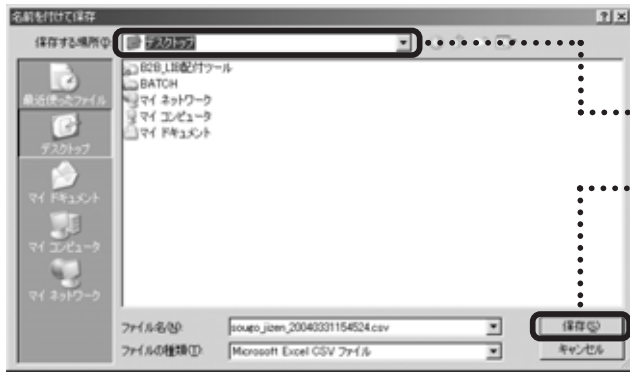 名前を付けて保存
保存する場所(I)
デスクトップ
B2B_LIB配付ツール
BATCH
マイ ネットワーク
マイ コンピュータ
マイ ドキュメント
最近使ったファイル
デスクトップ
マイ ドキュメント
マイ コンピュータ
マイ ネットワーク
ファイル名(N):
sougo_jizen_20040331154524.csv
保存(S)
ファイルの種類(T):
Microsoft Excel CSV ファイル
キャンセル